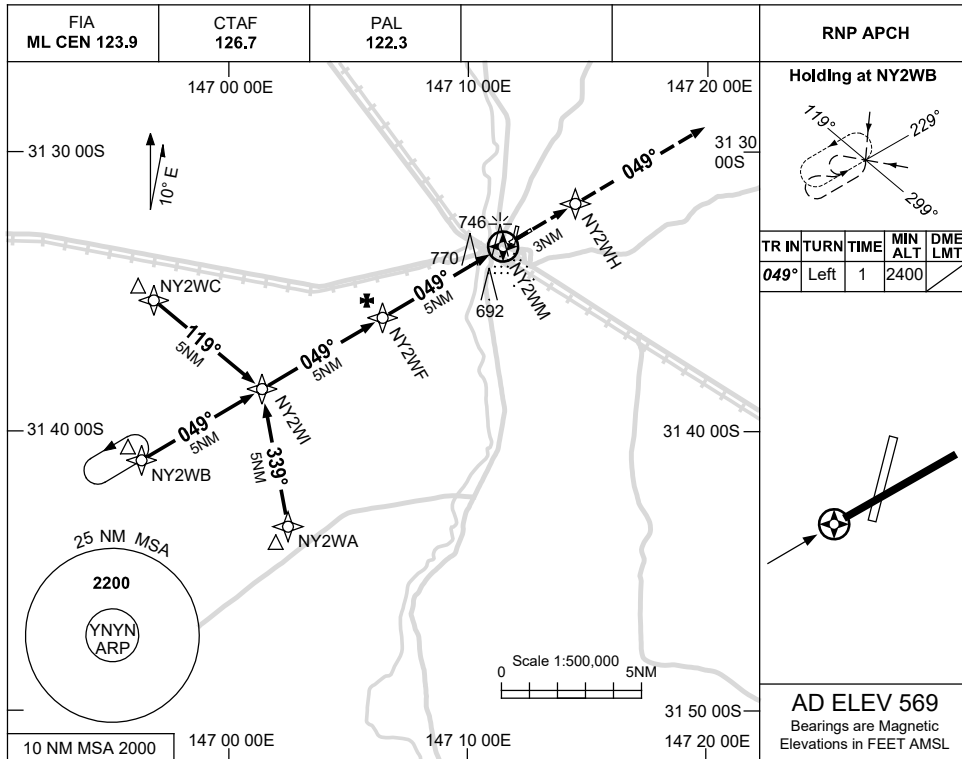 FIA
ML CEN 123.9
CTAF
126.7
PAL
122.3
RNP APCH
147 00 00E
147 10 00E
147 20 00E
Holding at NY2WB
119°
229°
299°
TR IN TURN TIME MIN ALT DME LMT
049° Left 1 2400
31 30 00S
31 30 00S
10° E
049°
NY2WH
3NM
746
770
692
NY2WM
049°
5NM
NY2WF
NY2WC
119°
5NM
049°
5NM
NY2WI
049°
5NM
NY2WB
339°
5NM
NY2WA
31 40 00S
31 40 00S
25 NM MSA
2200
YNYN
ARP
Scale 1:500,000
0 5NM
31 50 00S
10 NM MSA 2000
147 00 00E
147 10 00E
147 20 00E
AD ELEV 569
Bearings are Magnetic
Elevations in FEET AMSL